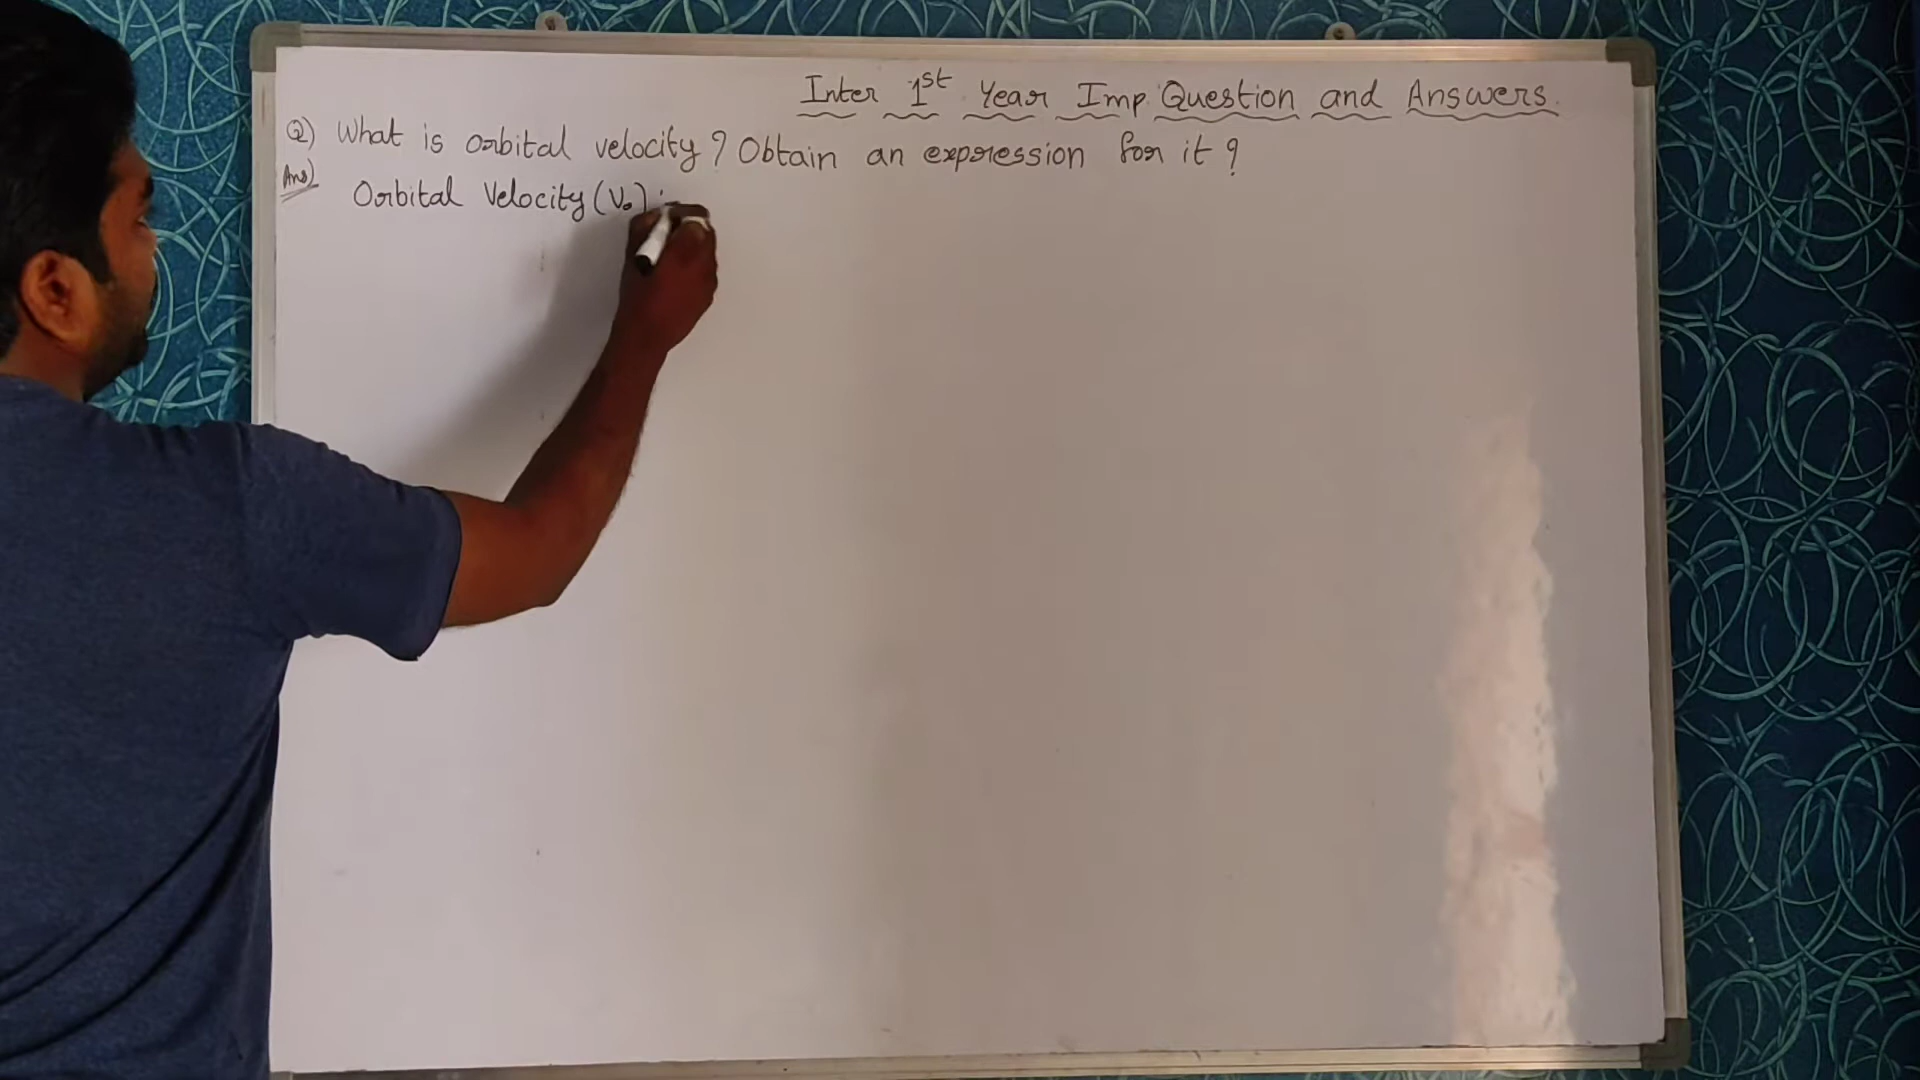 Inter 1st Year Imp Question and Answers.
Q) What is orbital velocity? Obtain an expression for it?
Ans) Orbital Velocity (V₀) :